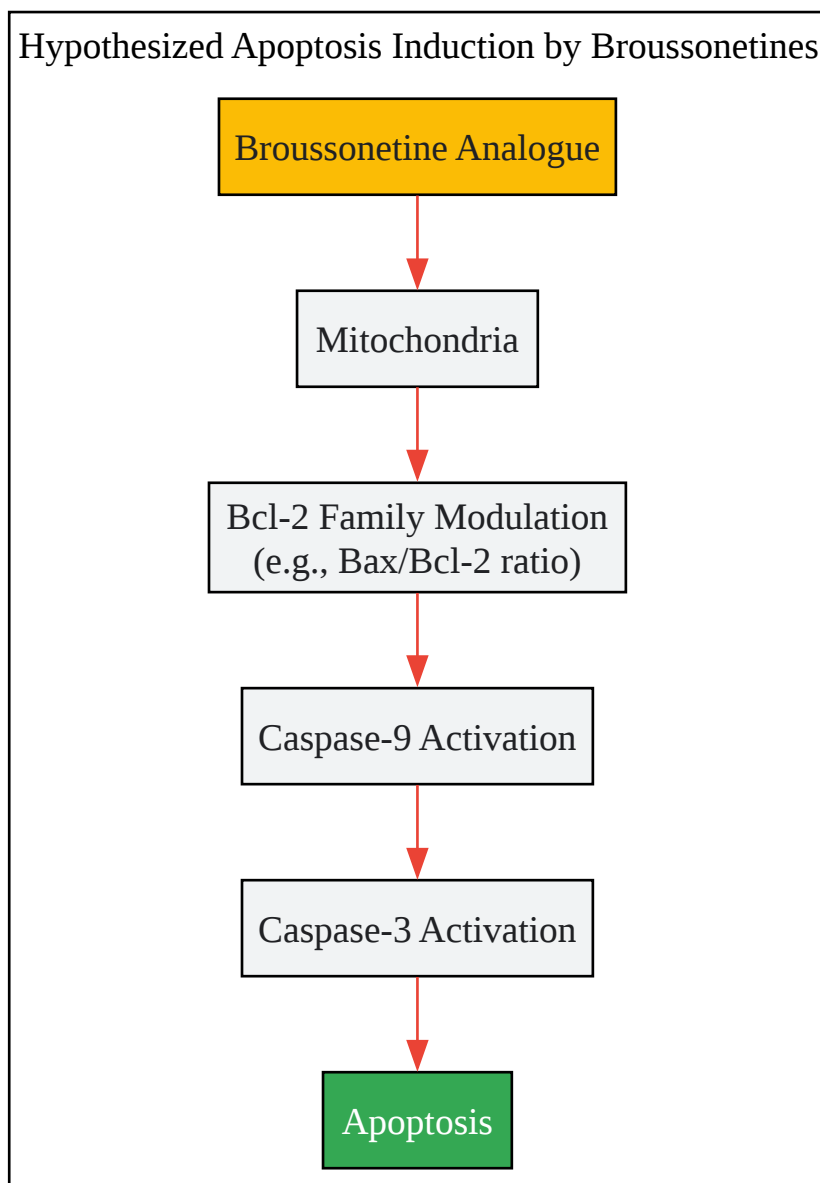 Hypothesized Apoptosis Induction by Broussonetines
Broussonetine Analogue
Mitochondria
Bcl-2 Family Modulation
(e.g., Bax/Bcl-2 ratio)
Caspase-9 Activation
Caspase-3 Activation
Apoptosis